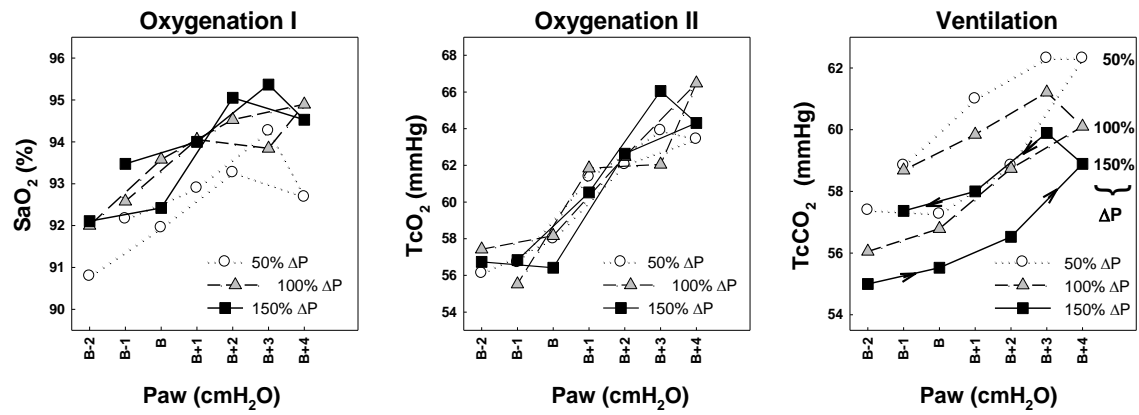 Oxygenation I
SaO2 (%)
96
95
94
93
92
91
90
50% ΔP
100% ΔP
150% ΔP
B-2
B-1
B
B+1
B+2
B+3
B+4
Paw (cmH2O)
Oxygenation II
TcO2 (mmHg)
68
66
64
62
60
58
56
54
50% ΔP
100% ΔP
150% ΔP
B-2
B-1
B
B+1
B+2
B+3
B+4
Paw (cmH2O)
Ventilation
TcCO2 (mmHg)
62
60
58
56
54
50%
100%
150%
ΔP
50% ΔP
100% ΔP
150% ΔP
B-2
B-1
B
B+1
B+2
B+3
B+4
Paw (cmH2O)